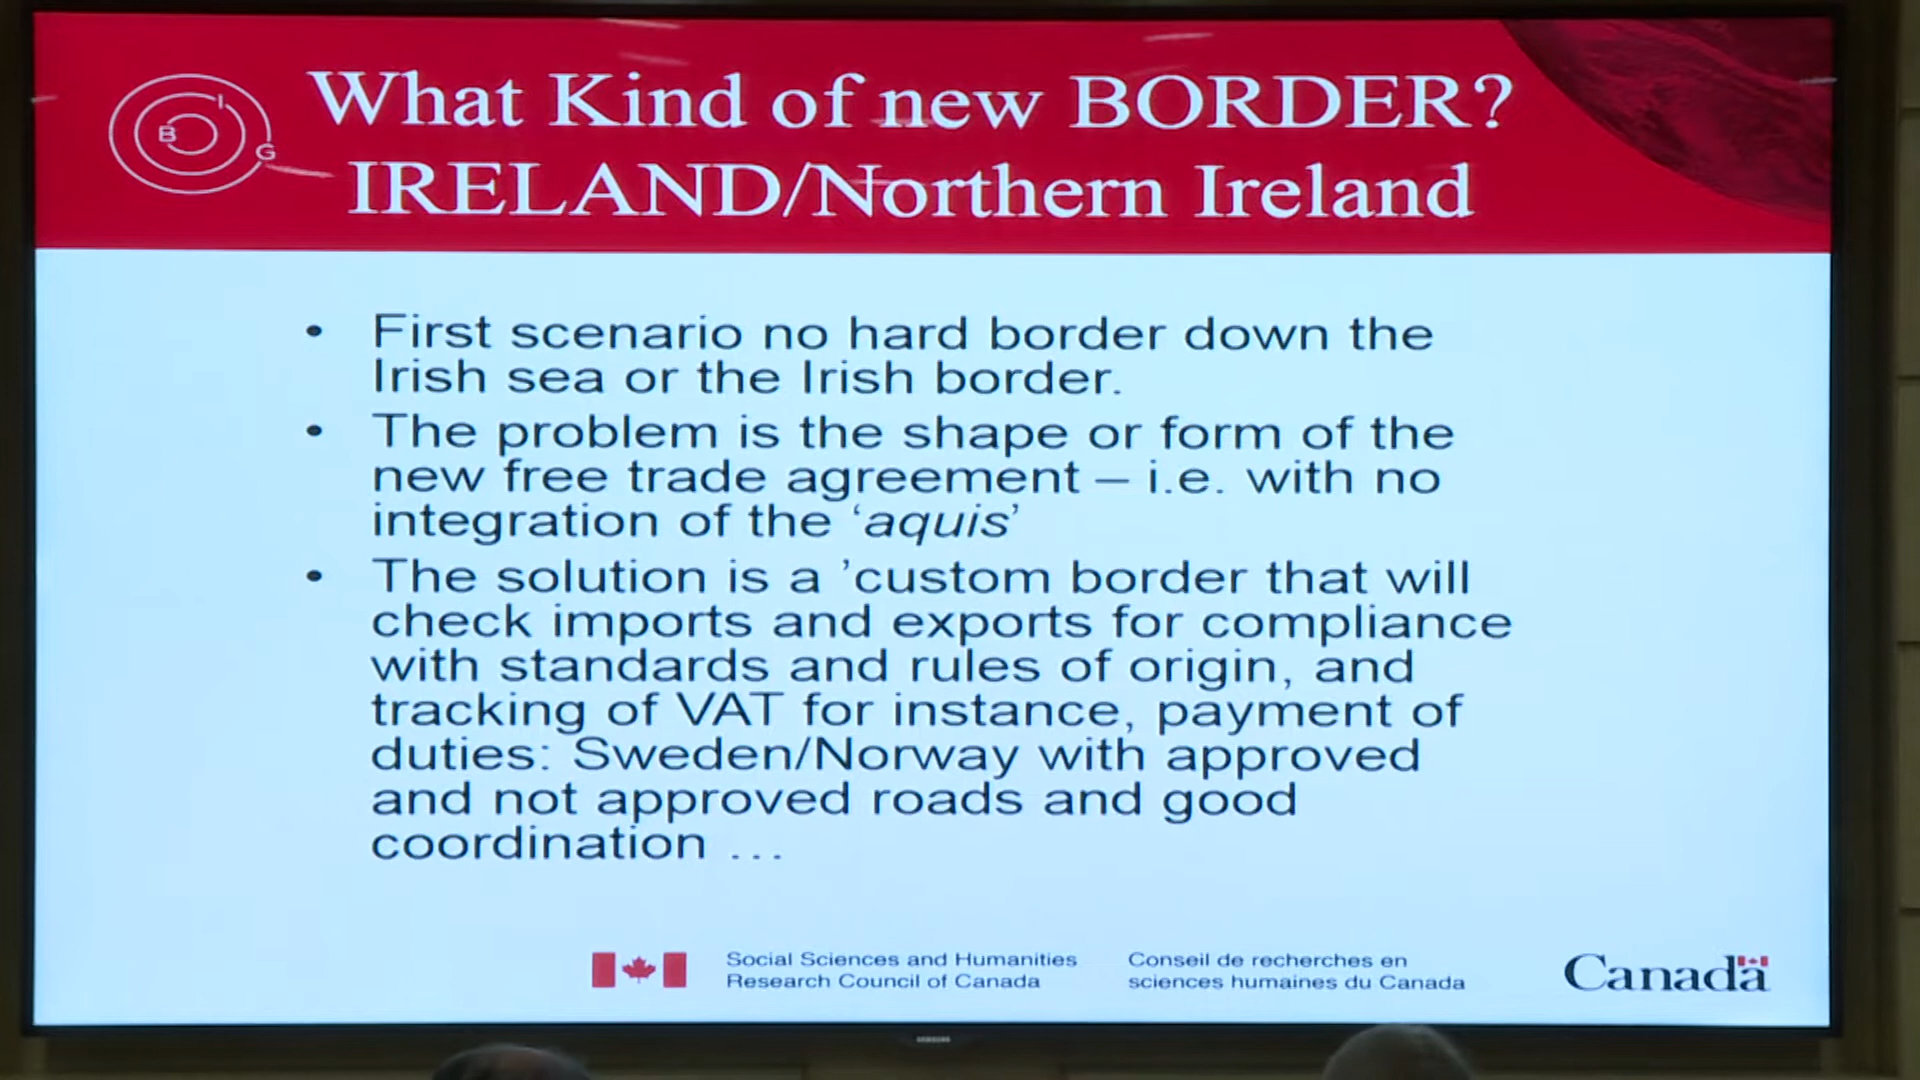 What Kind of new BORDER?
IRELAND/Northern Ireland
B I G
• First scenario no hard border down the
Irish sea or the Irish border.
• The problem is the shape or form of the
new free trade agreement – i.e. with no
integration of the ‘aquis’
• The solution is a ’custom border that will
check imports and exports for compliance
with standards and rules of origin, and
tracking of VAT for instance, payment of
duties: Sweden/Norway with approved
and not approved roads and good
coordination …
Social Sciences and Humanities
Research Council of Canada
Conseil de recherches en
sciences humaines du Canada
Canada
SAMSUNG